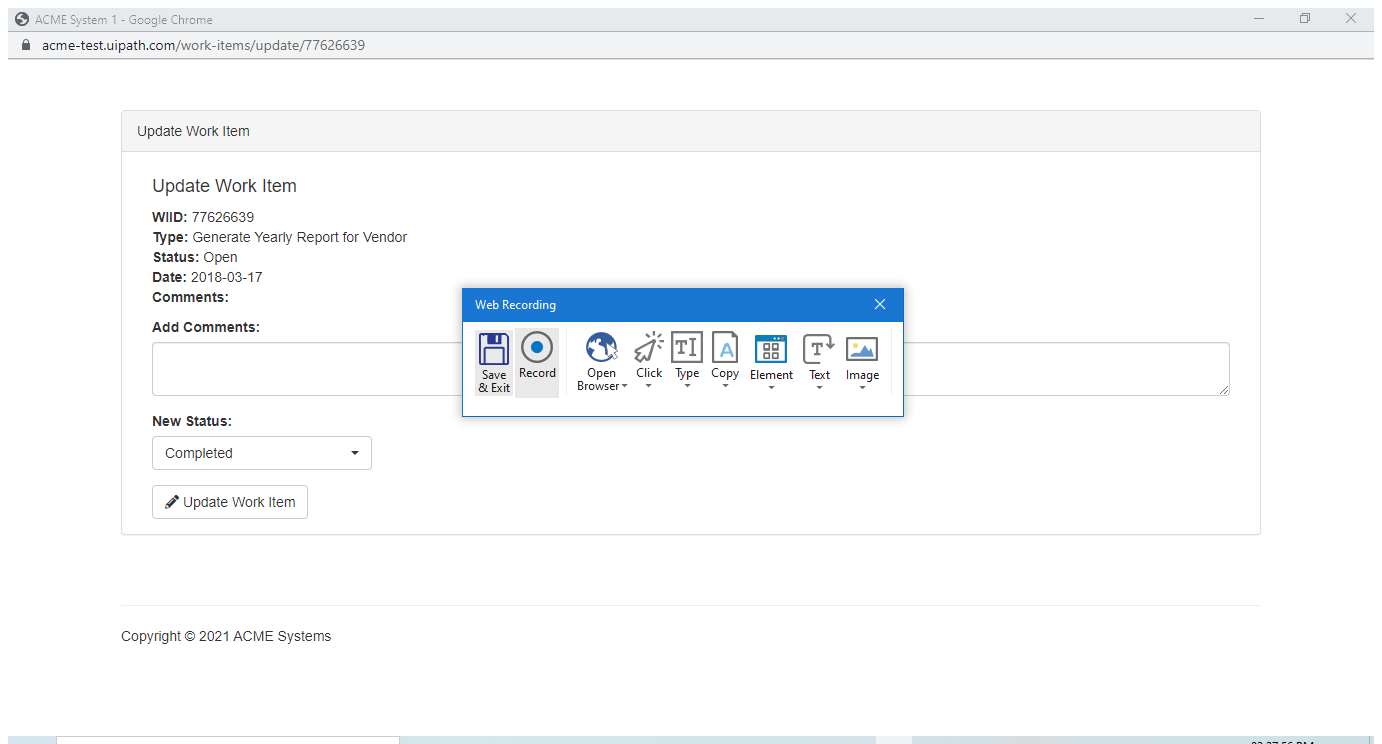 ACME System 1 - Google Chrome
acme-test.uipath.com/work-items/update/77626639
Update Work Item
Update Work Item
WIID: 77626639
Type: Generate Yearly Report for Vendor
Status: Open
Date: 2018-03-17
Comments:
Add Comments:
Web Recording
Save & Exit
Record
Open Browser
Click
Type
Copy
Element
Text
Image
New Status:
Completed
Update Work Item
Copyright © 2021 ACME Systems